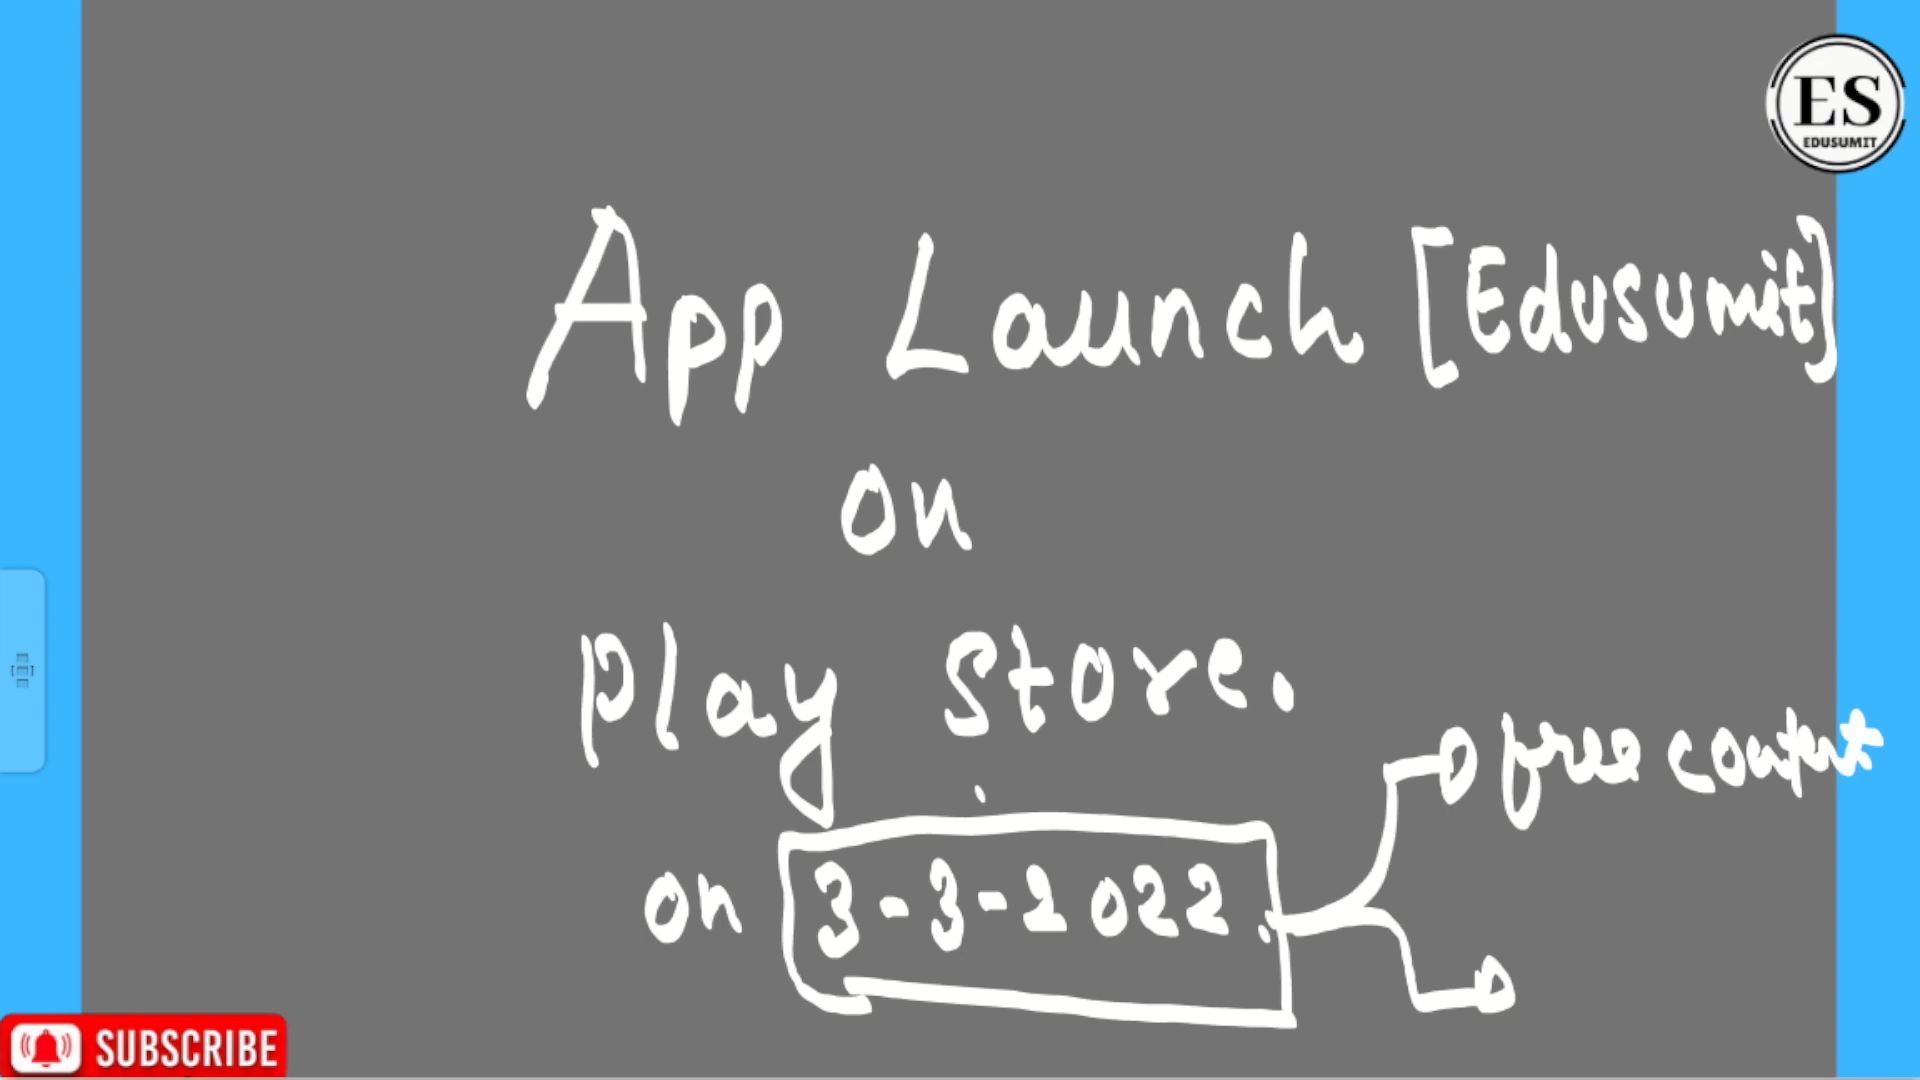 ES
EDUSUMIT
App Launch [Edusumit]
on
play store.
free content
on 3-3-2022.
SUBSCRIBE